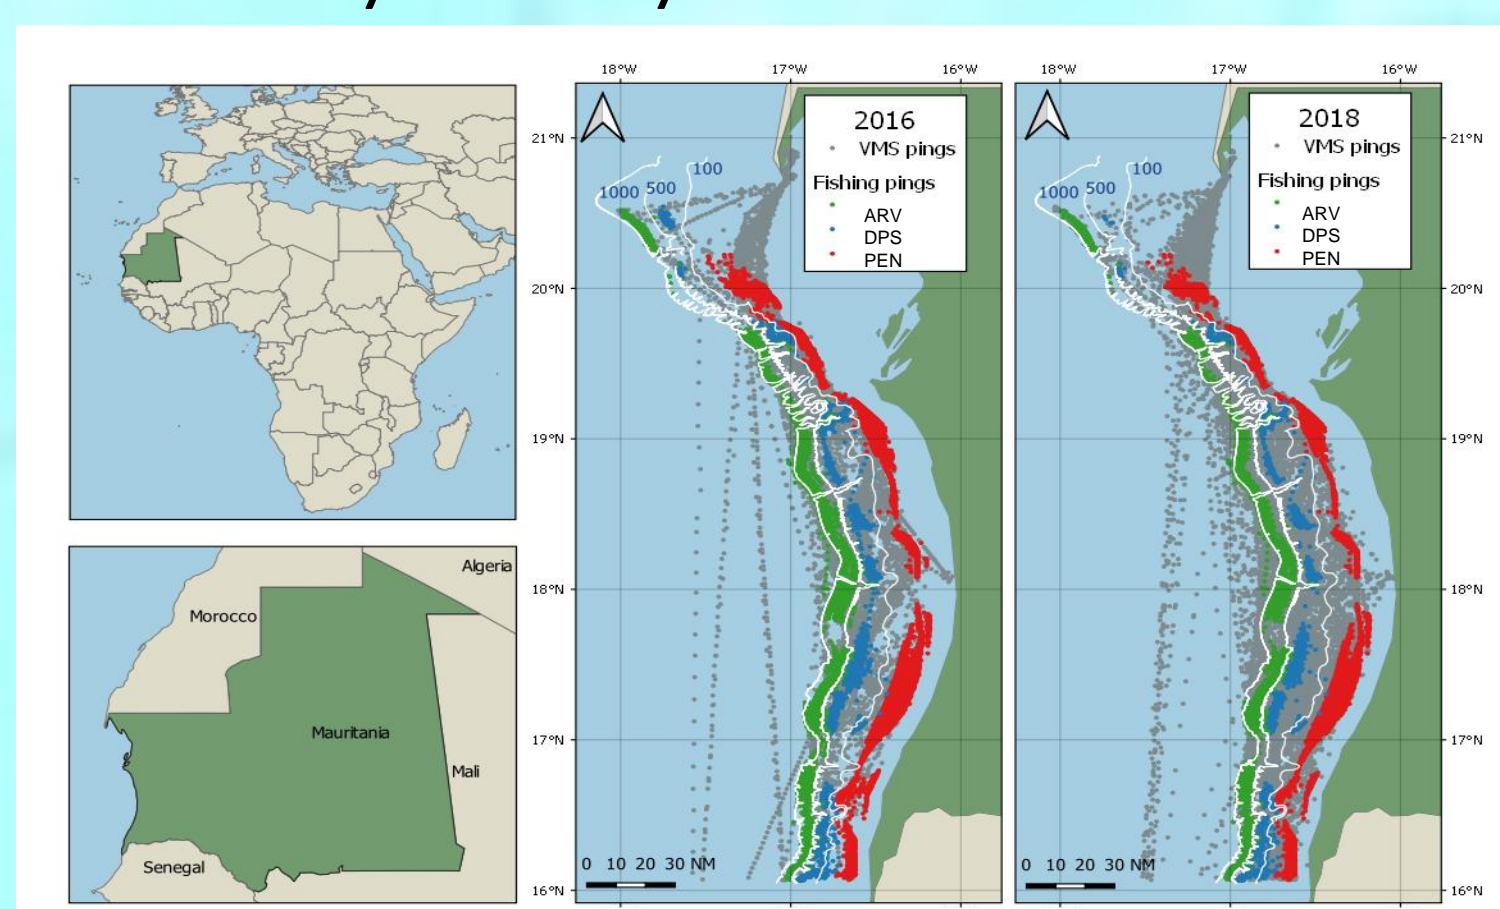 Algeria
Morocco
Mauritania
Mali
Senegal
18°W 17°W 16°W
21°N
20°N
19°N
18°N
17°N
16°N
2016
VMS pings
Fishing pings
ARV
DPS
PEN
1000 500 100
0 10 20 30 NM
18°W 17°W 16°W
2018
VMS pings
Fishing pings
ARV
DPS
PEN
1000 500 100
0 10 20 30 NM
21°N
20°N
19°N
18°N
17°N
16°N